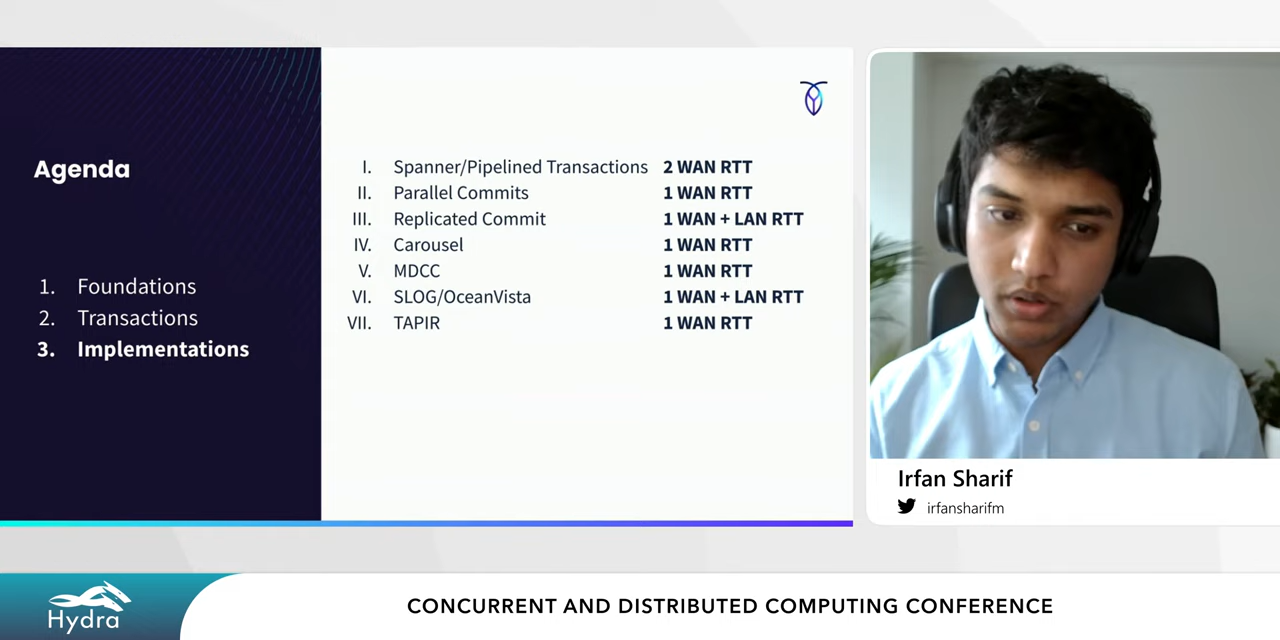 Agenda
1. Foundations
2. Transactions
3. Implementations
I. Spanner/Pipelined Transactions 2 WAN RTT
II. Parallel Commits 1 WAN RTT
III. Replicated Commit 1 WAN + LAN RTT
IV. Carousel 1 WAN RTT
V. MDCC 1 WAN RTT
VI. SLOG/OceanVista 1 WAN + LAN RTT
VII. TAPIR 1 WAN RTT
Irfan Sharif
irfansharifm
Hydra
CONCURRENT AND DISTRIBUTED COMPUTING CONFERENCE